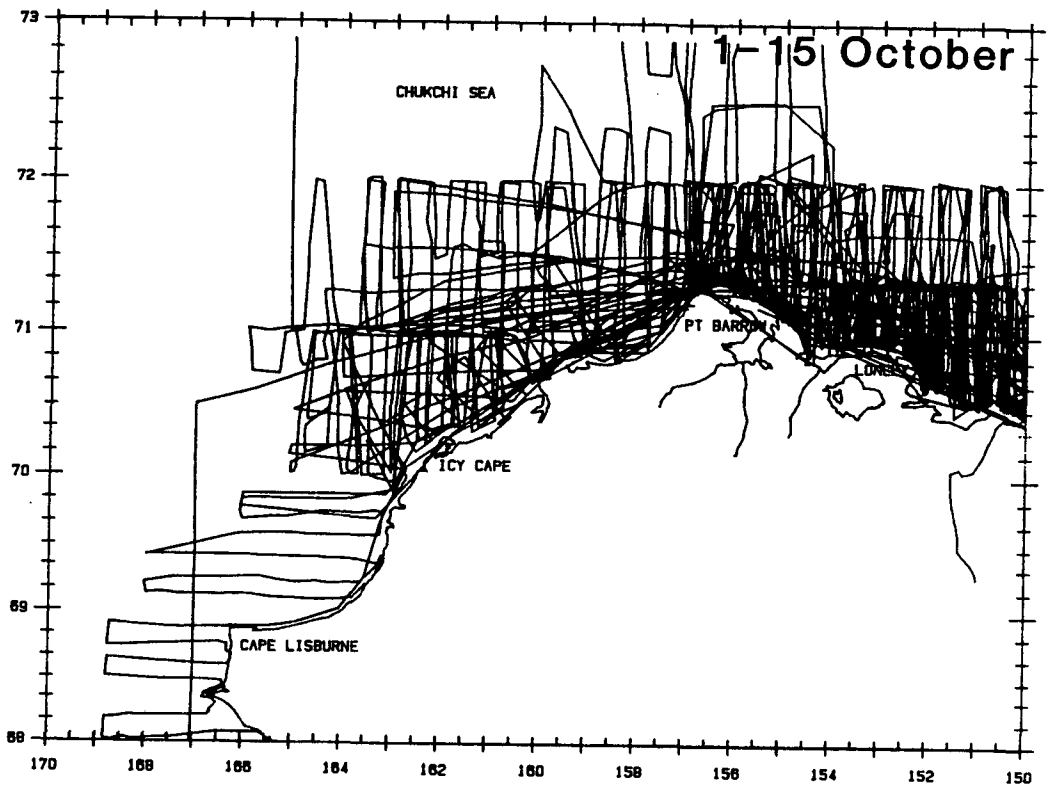 73
1-15 October
CHUKCHI SEA
72
71
PT BARROW
70
ICY CAPE
69
CAPE LISBURNE
68
170 168 166 164 162 160 158 156 154 152 150